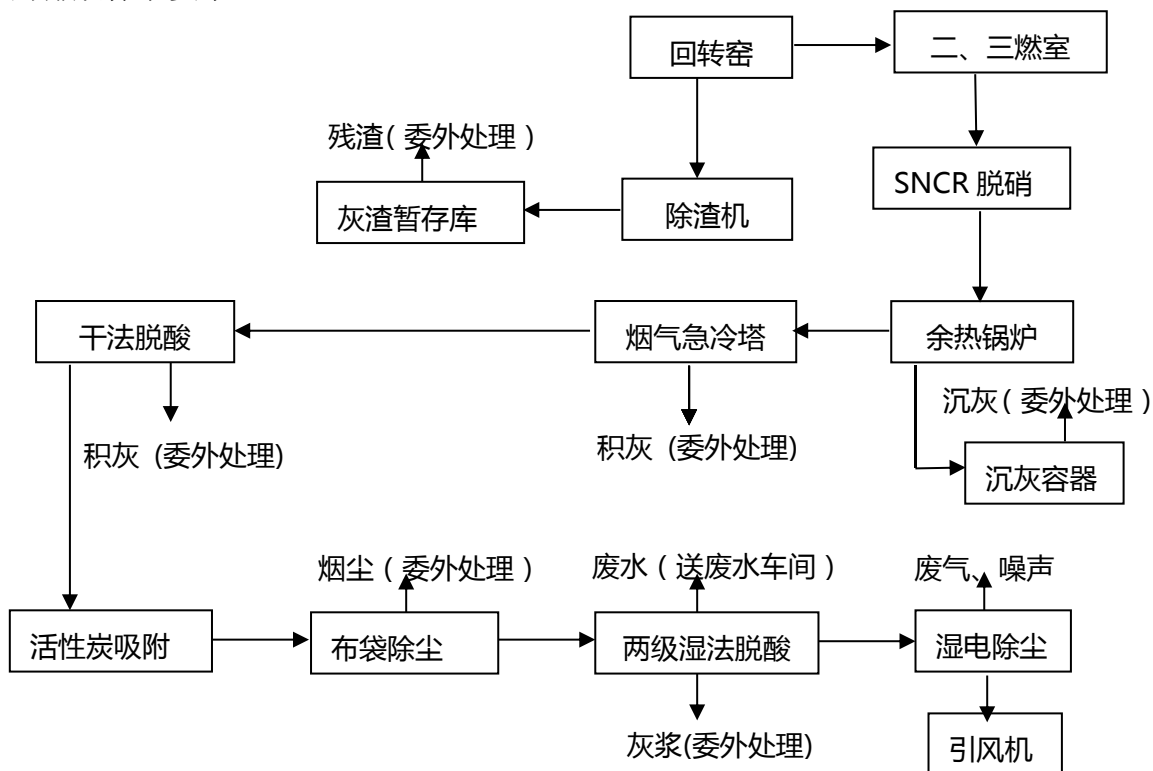 回转窑
二、三燃室
残渣(委外处理)
SNCR 脱硝
灰渣暂存库
除渣机
干法脱酸
烟气急冷塔
余热锅炉
沉灰(委外处理)
积灰 (委外处理)
积灰 (委外处理)
沉灰容器
烟尘(委外处理)
废水(送废水车间)
废气、噪声
活性炭吸附
布袋除尘
两级湿法脱酸
湿电除尘
灰浆(委外处理)
引风机